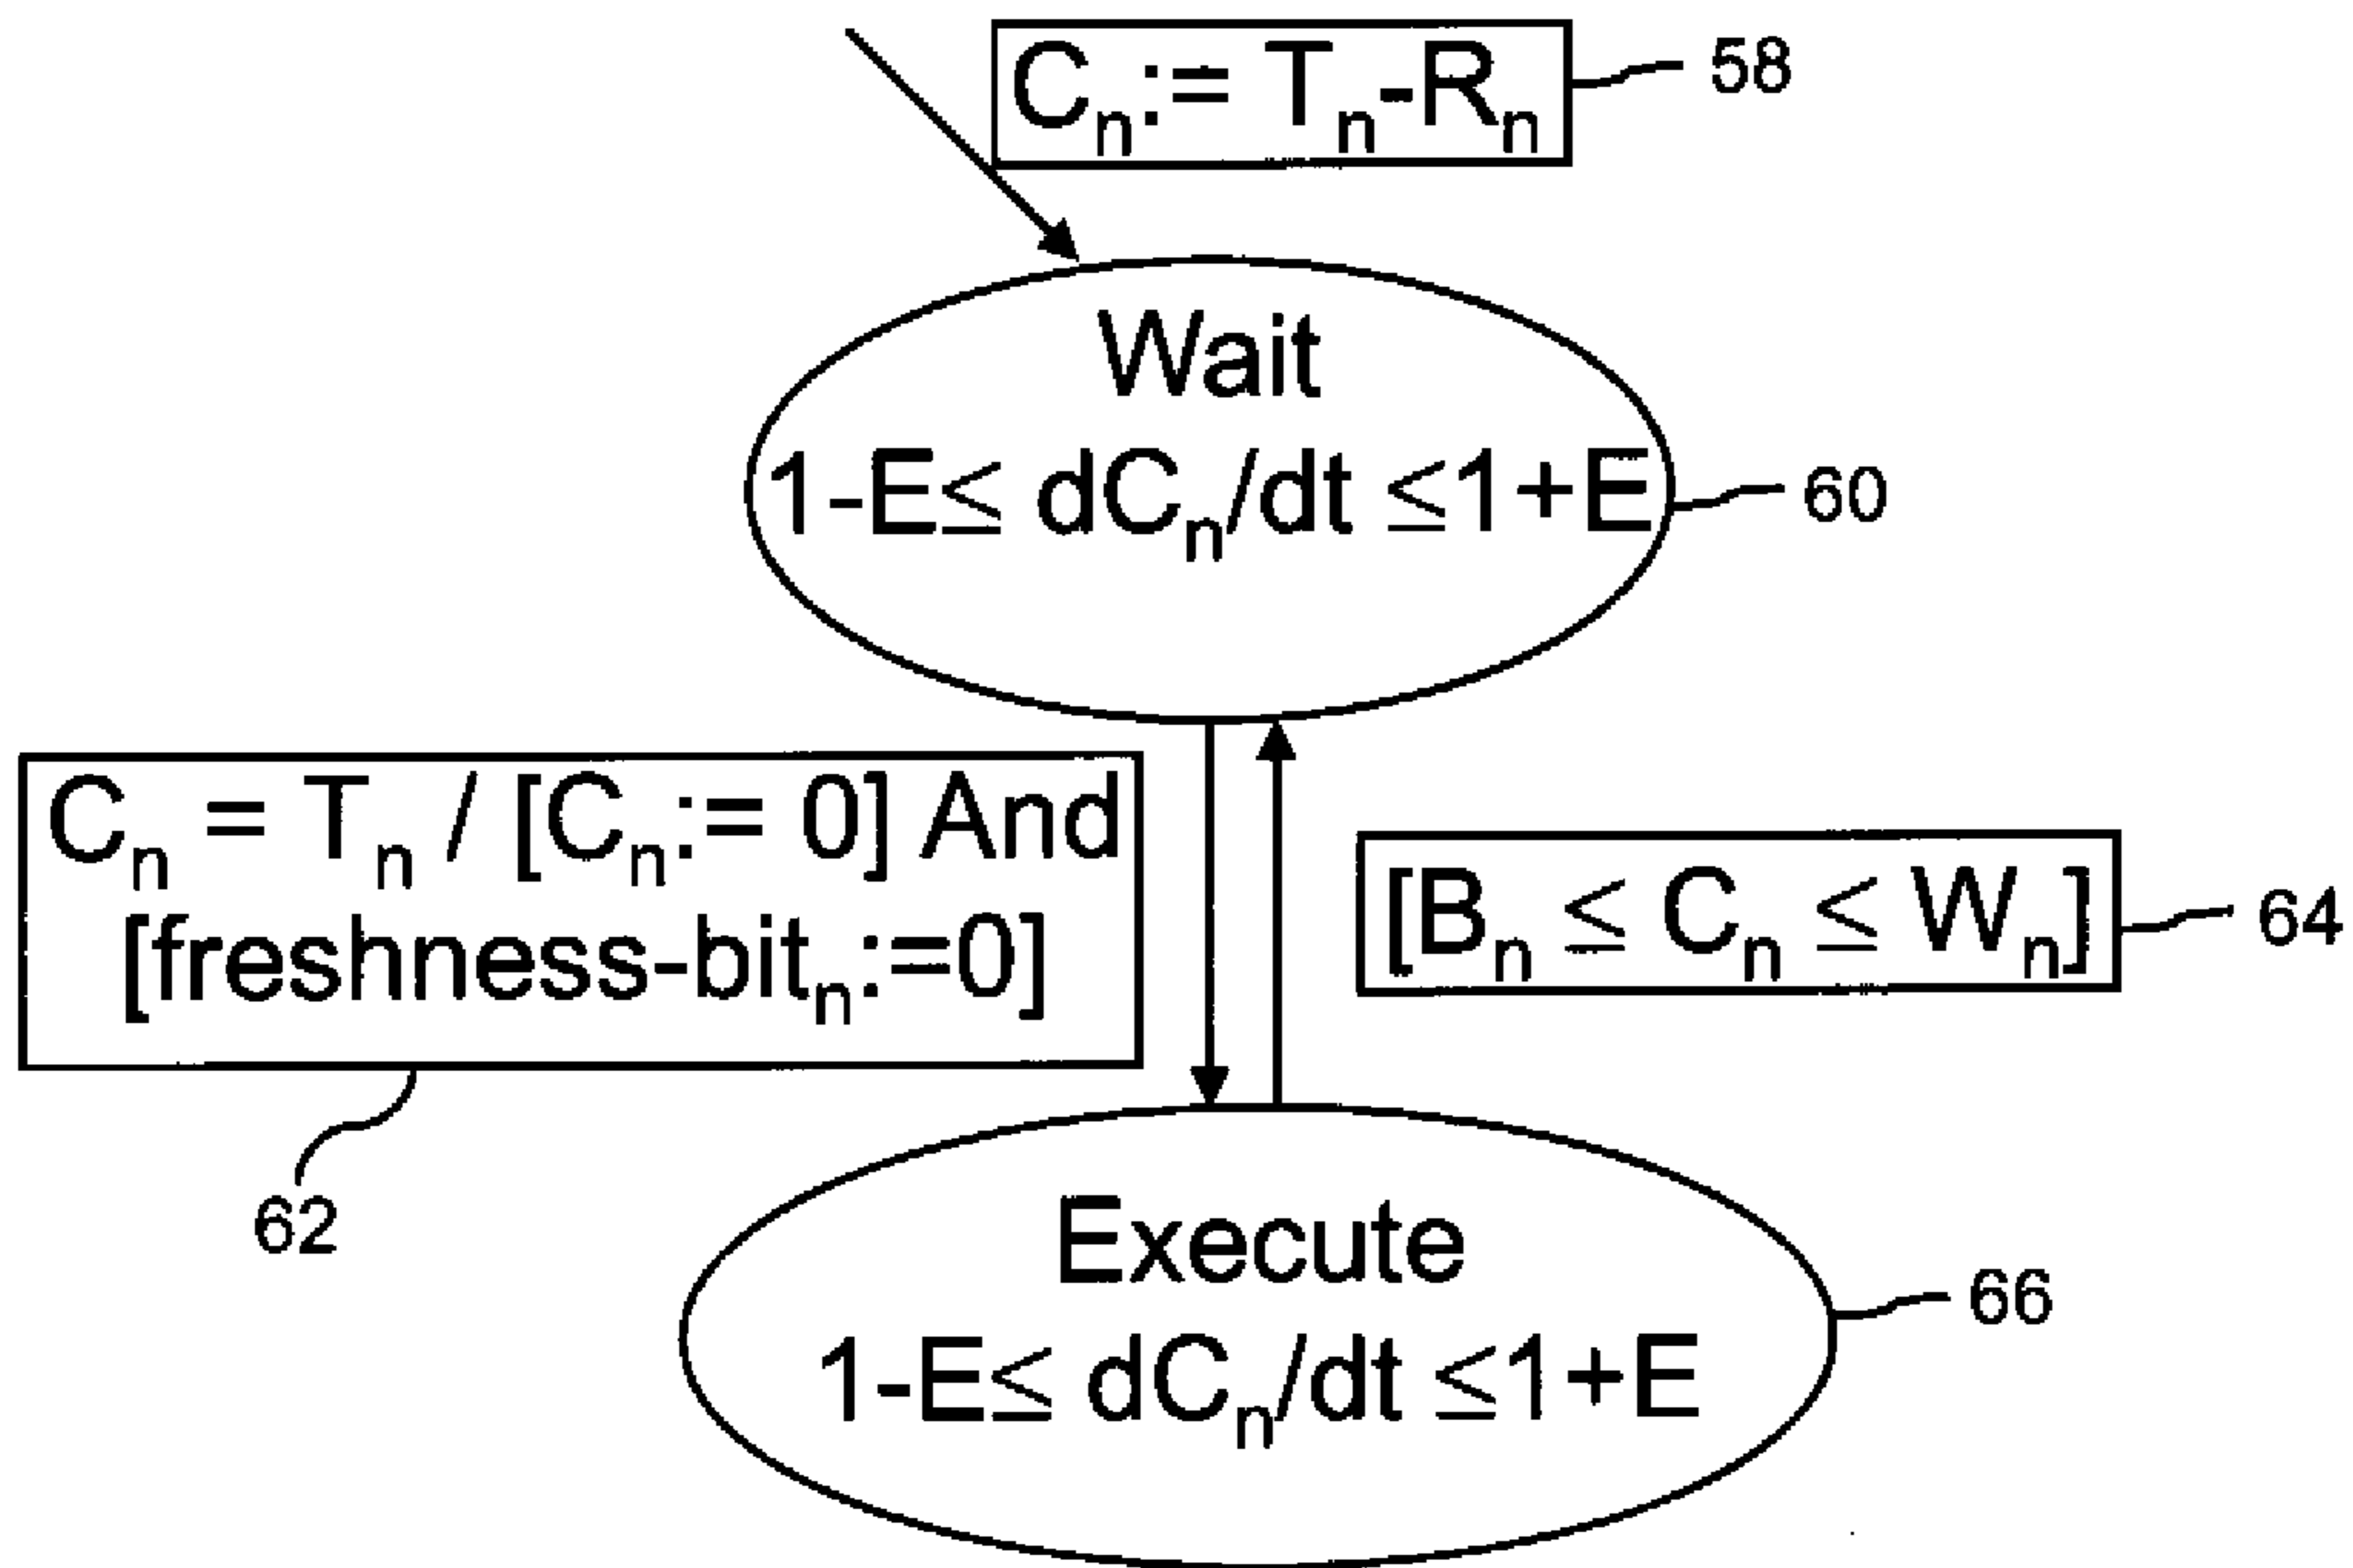 Cn:= Tn-Rn
58
Wait
1-E≤ dCn/dt ≤1+E
60
Cn = Tn / [Cn:= 0] And
[freshness-bitn:=0]
62
[Bn ≤ Cn ≤ Wn]
64
Execute
1-E≤ dCn/dt ≤1+E
66